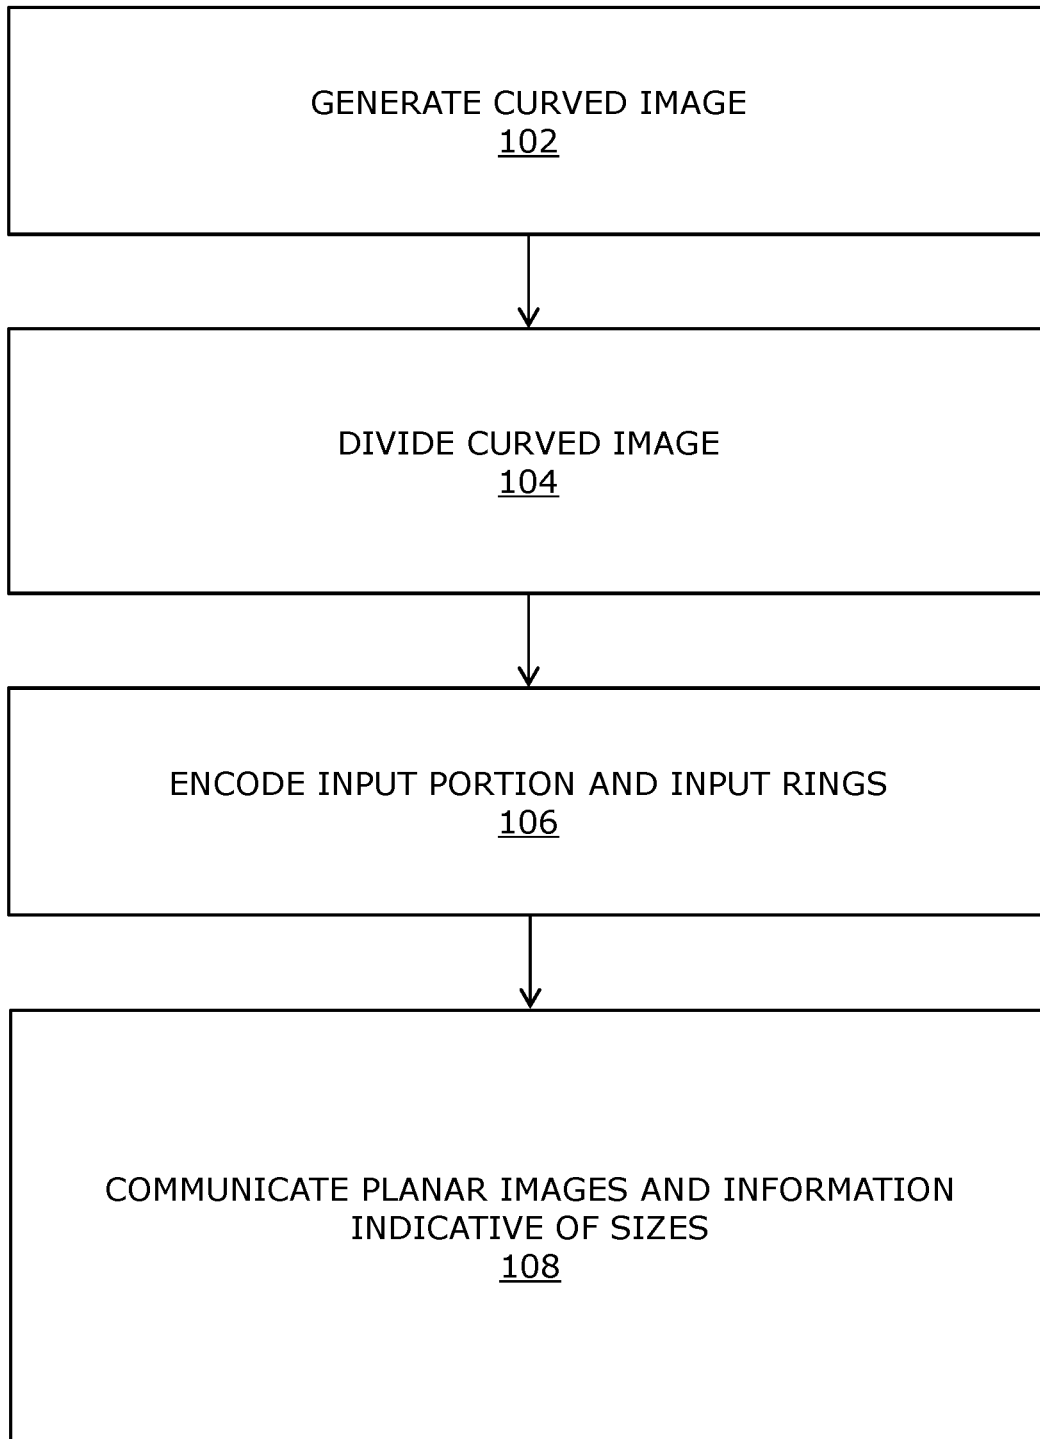 GENERATE CURVED IMAGE
102
DIVIDE CURVED IMAGE
104
ENCODE INPUT PORTION AND INPUT RINGS
106
COMMUNICATE PLANAR IMAGES AND INFORMATION
INDICATIVE OF SIZES
108